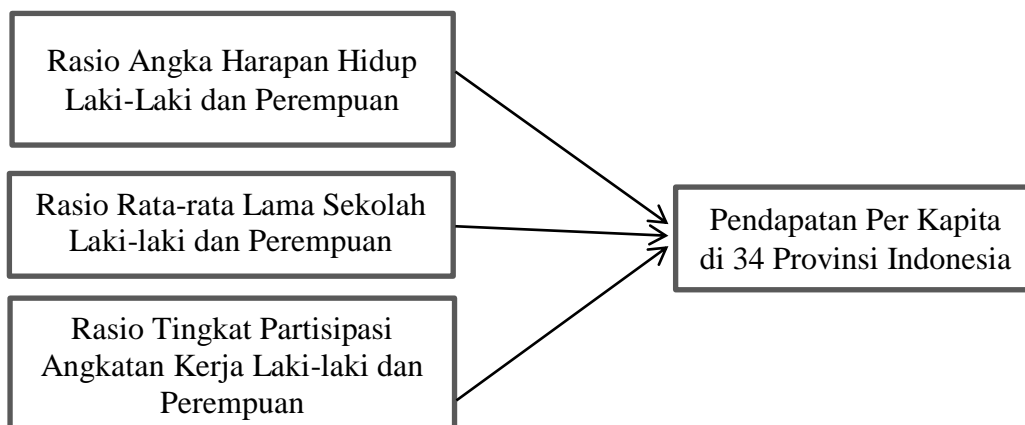 Rasio Angka Harapan Hidup
Laki-Laki dan Perempuan
Rasio Rata-rata Lama Sekolah
Laki-laki dan Perempuan
Rasio Tingkat Partisipasi
Angkatan Kerja Laki-laki dan
Perempuan
Pendapatan Per Kapita
di 34 Provinsi Indonesia